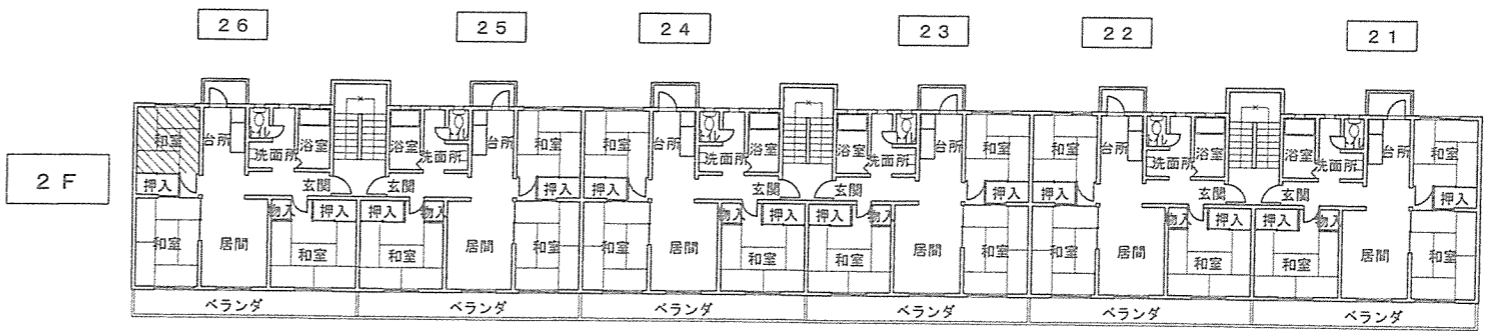 ２６ ２５ ２４ ２３ ２２ ２１
２Ｆ
和室 台所 洗面所 浴室 浴室 洗面所 台所 和室 和室 台所 洗面所 浴室 浴室 洗面所 台所 和室 和室 台所 洗面所 浴室 浴室 洗面所 台所 和室
押入 玄関 玄関 押入 押入 玄関 玄関 押入 押入 玄関 玄関 押入
物入 押入 押入 物入 物入 押入 押入 物入 物入 押入 押入 物入
和室 居間 和室 和室 居間 和室 和室 居間 和室 和室 居間 和室 和室 居間 和室 和室 居間 和室
ベランダ ベランダ ベランダ ベランダ ベランダ ベランダ